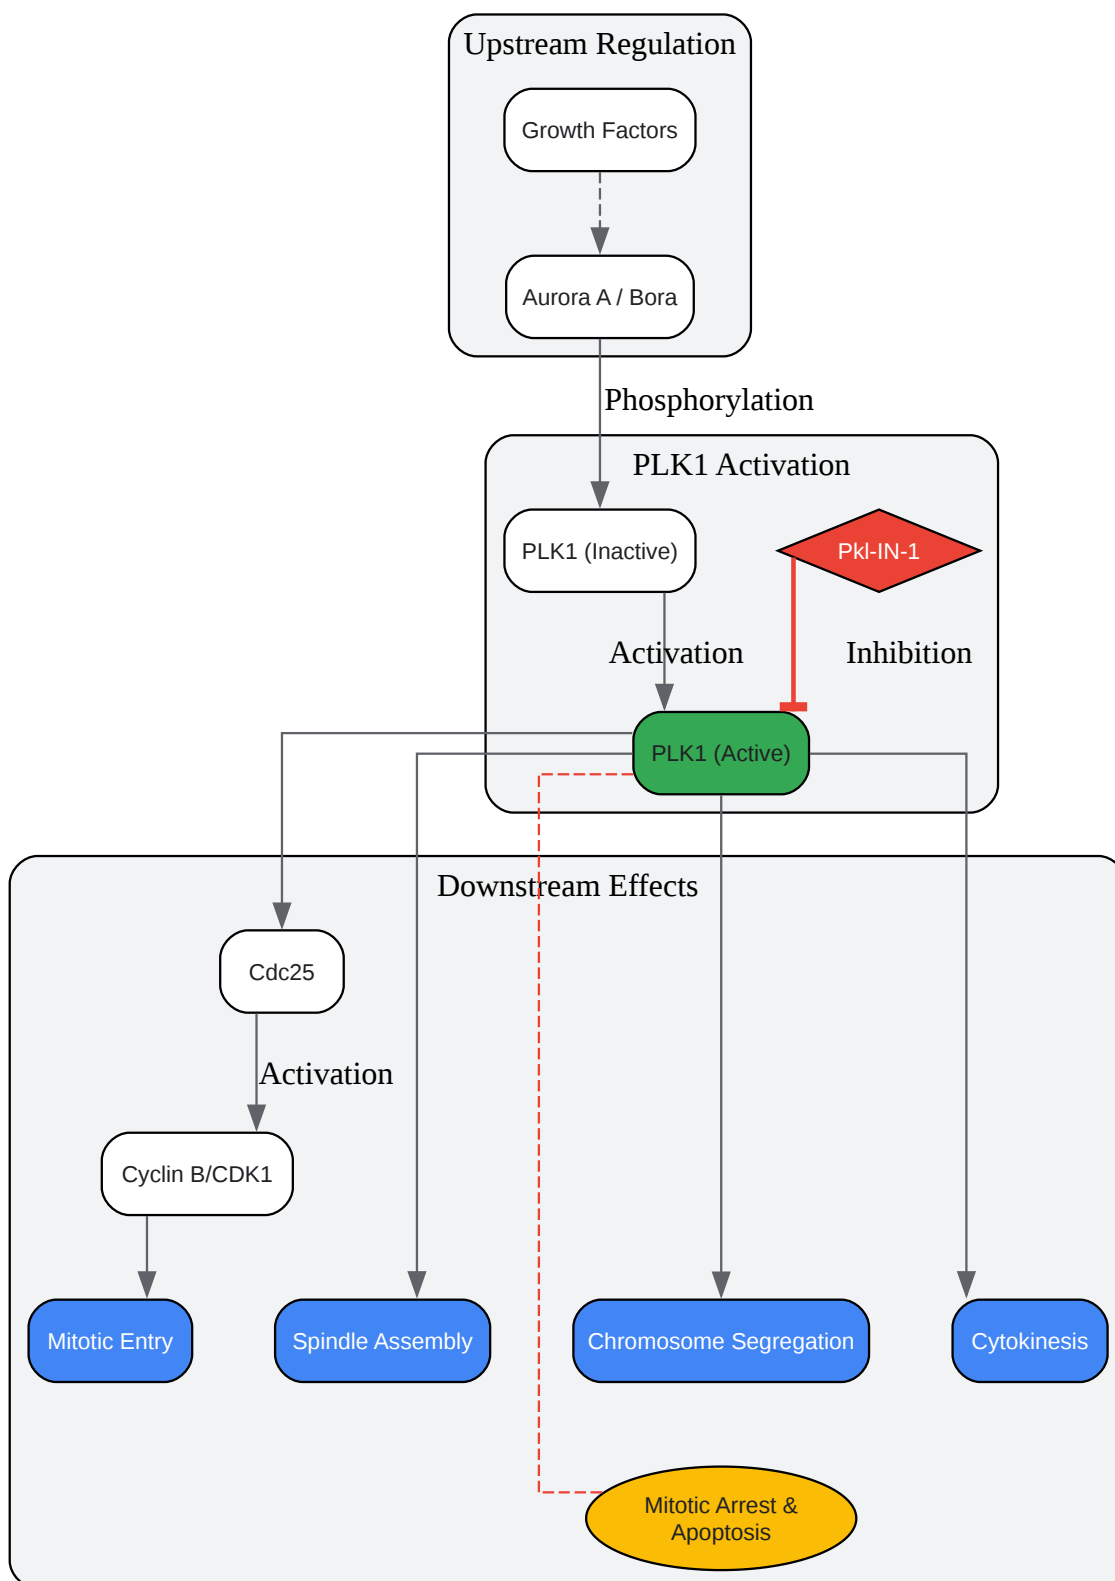 Upstream Regulation
Growth Factors
Aurora A / Bora
Phosphorylation
PLK1 Activation
PLK1 (Inactive)
Pkl-IN-1
Activation
Inhibition
PLK1 (Active)
Downstream Effects
Cdc25
Activation
Cyclin B/CDK1
Mitotic Entry
Spindle Assembly
Chromosome Segregation
Cytokinesis
Mitotic Arrest &
Apoptosis